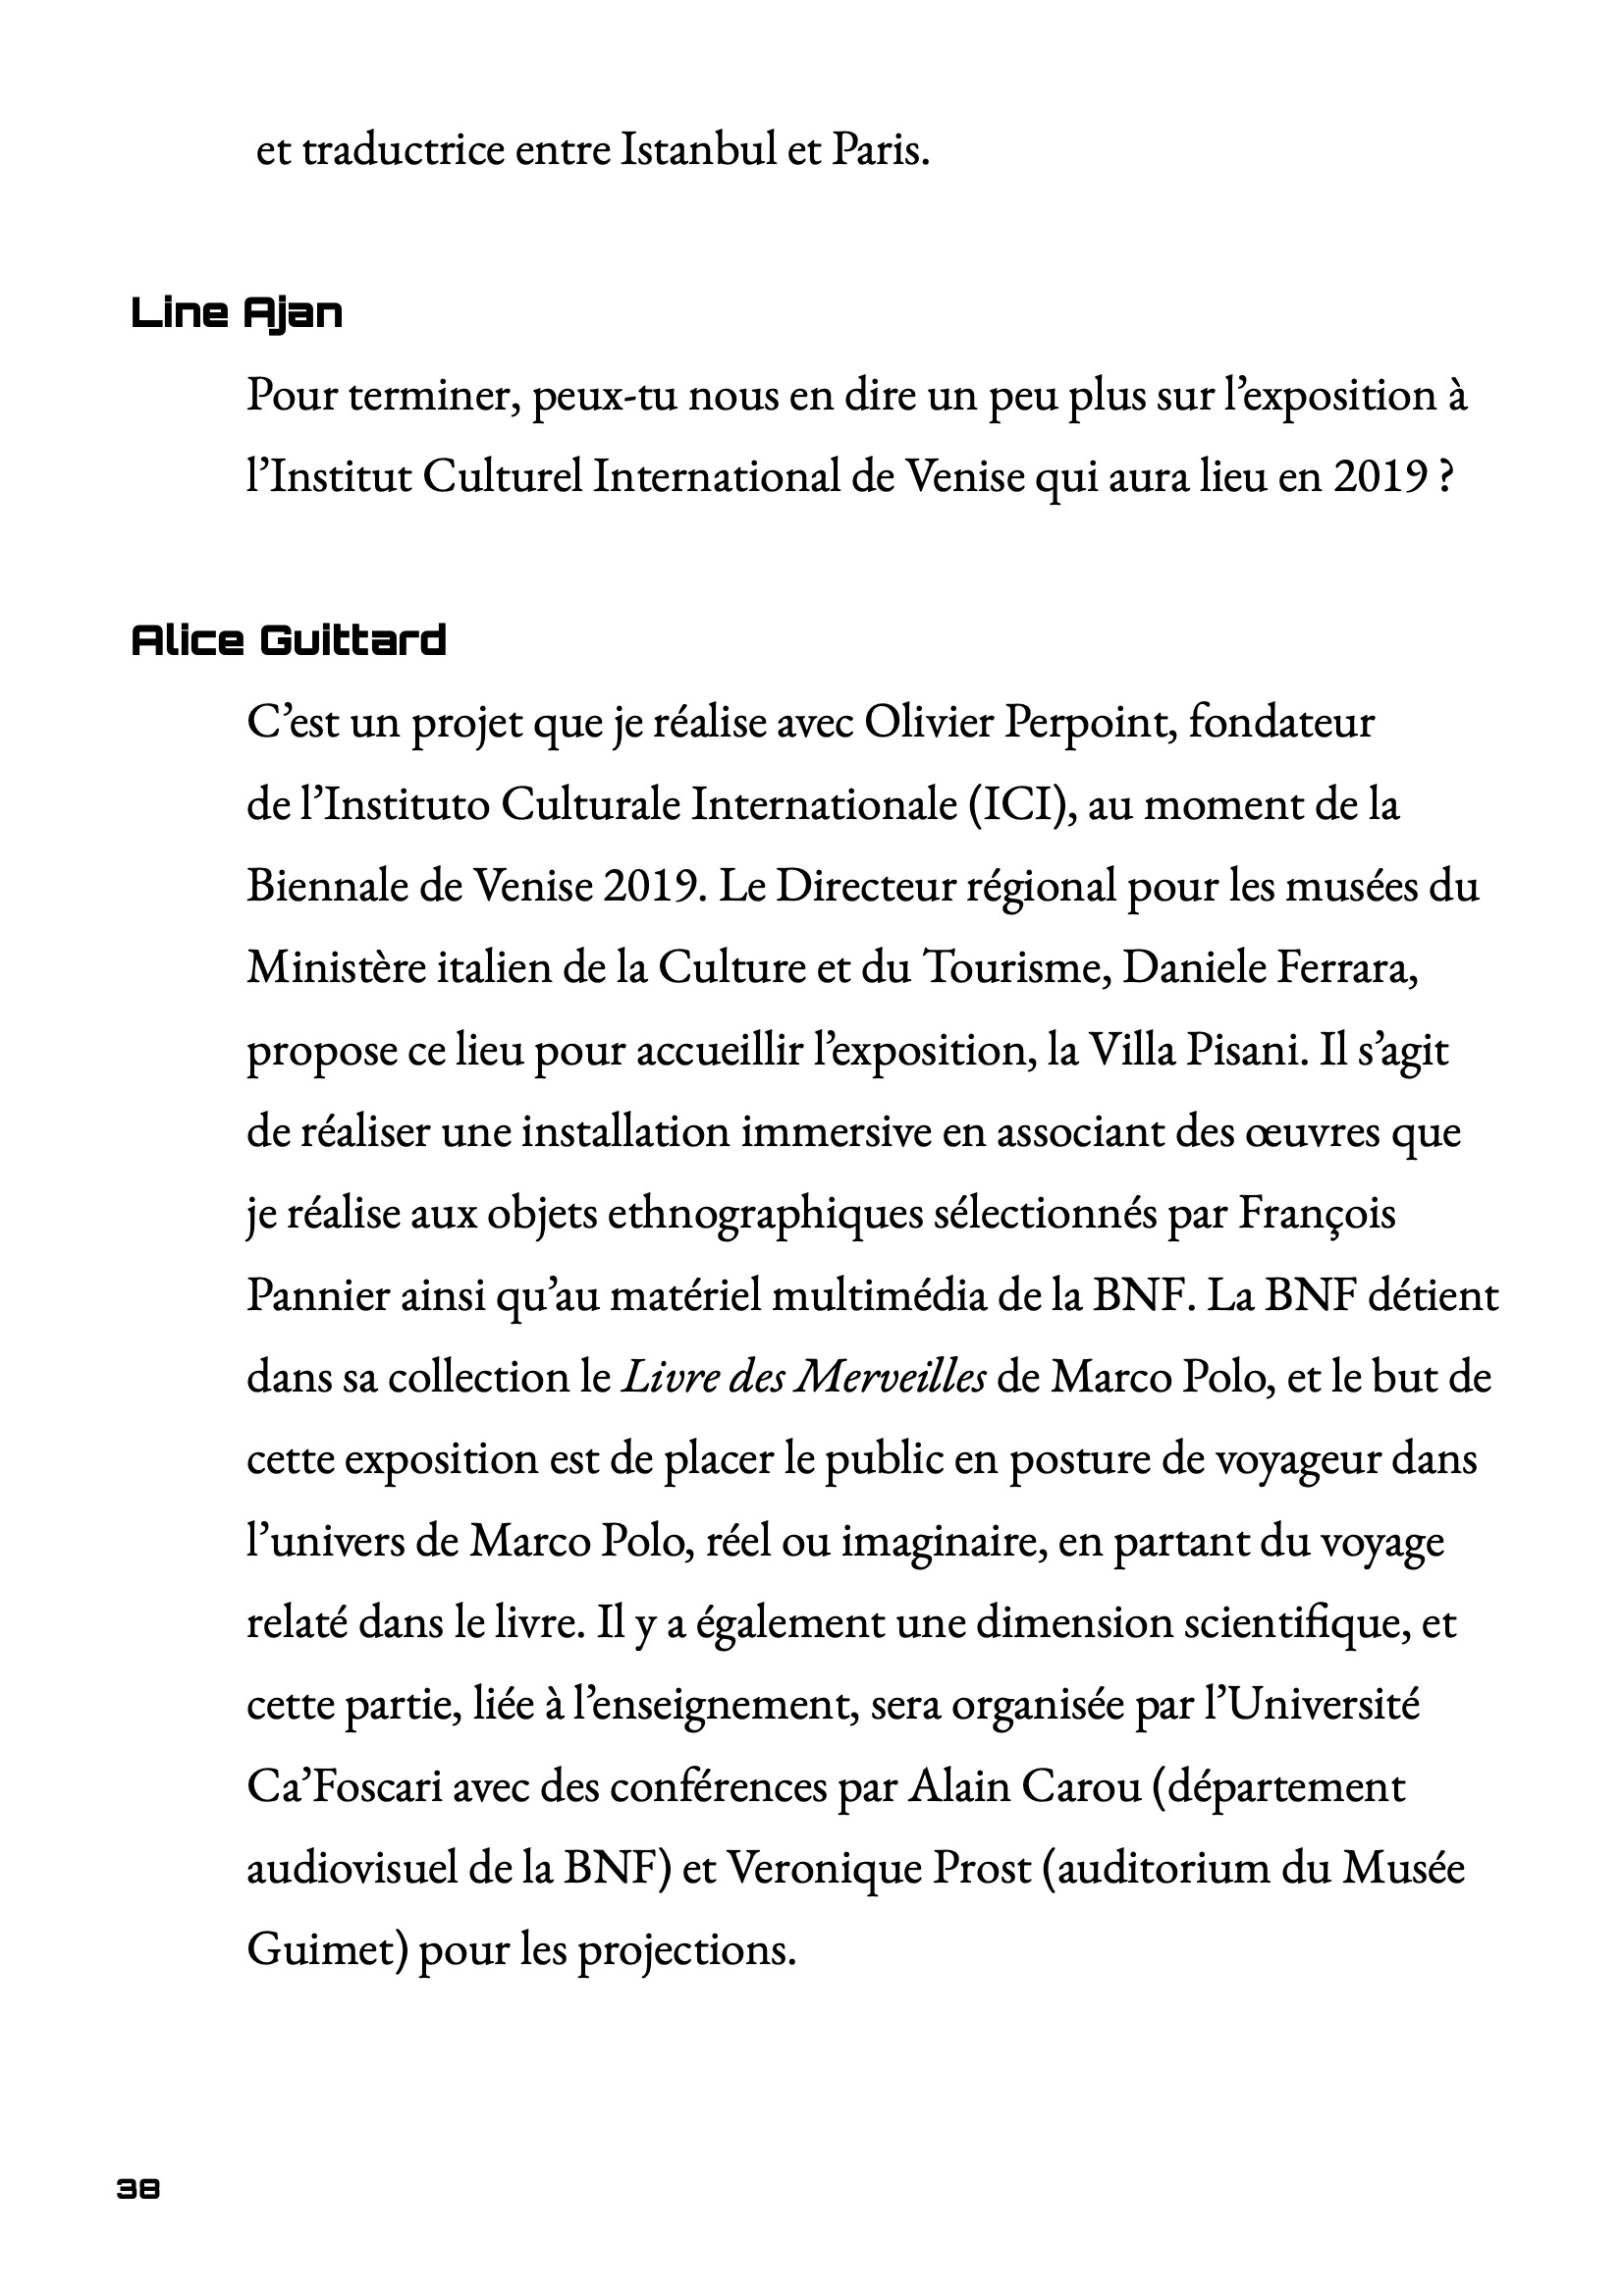 et traductrice entre Istanbul et Paris.
Line Ajan
Pour terminer, peux-tu nous en dire un peu plus sur l’exposition à
l’Institut Culturel International de Venise qui aura lieu en 2019 ?
Alice Guittard
C’est un projet que je réalise avec Olivier Perpoint, fondateur
de l’Instituto Culturale Internationale (ICI), au moment de la
Biennale de Venise 2019. Le Directeur régional pour les musées du
Ministère italien de la Culture et du Tourisme, Daniele Ferrara,
propose ce lieu pour accueillir l’exposition, la Villa Pisani. Il s’agit
de réaliser une installation immersive en associant des œuvres que
je réalise aux objets ethnographiques sélectionnés par François
Pannier ainsi qu’au matériel multimédia de la BNF. La BNF détient
dans sa collection le Livre des Merveilles de Marco Polo, et le but de
cette exposition est de placer le public en posture de voyageur dans
l’univers de Marco Polo, réel ou imaginaire, en partant du voyage
relaté dans le livre. Il y a également une dimension scientifique, et
cette partie, liée à l’enseignement, sera organisée par l’Université
Ca’Foscari avec des conférences par Alain Carou (département
audiovisuel de la BNF) et Veronique Prost (auditorium du Musée
Guimet) pour les projections.
38